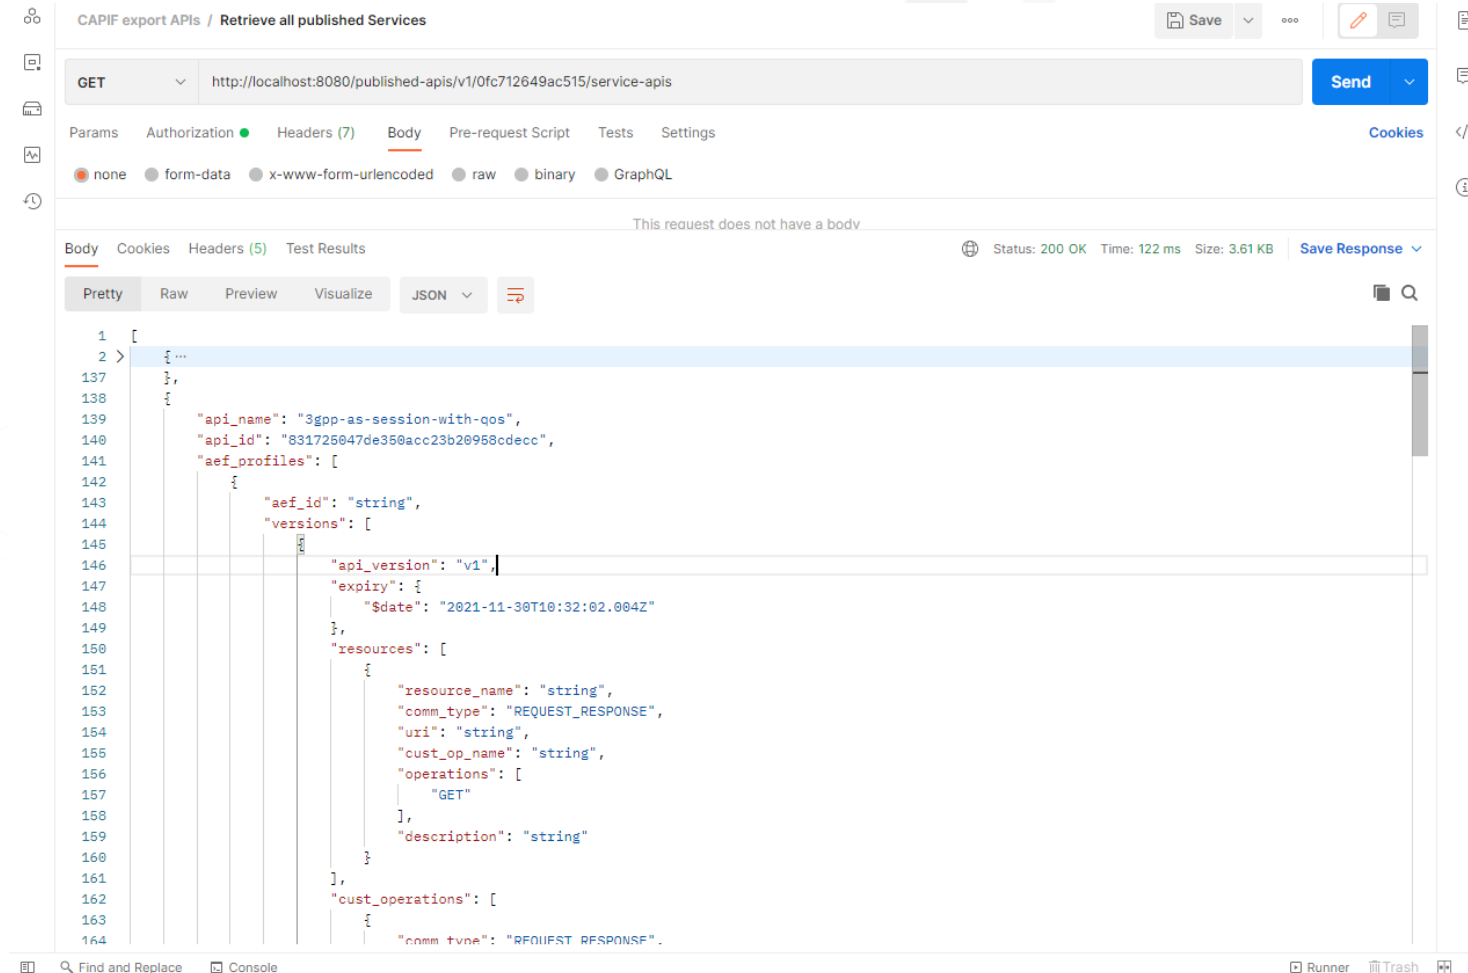 CAPIF export APIs / Retrieve all published Services
Save
GET http://localhost:8080/published-apis/v1/0fc712649ac515/service-apis Send
Params Authorization Headers (7) Body Pre-request Script Tests Settings Cookies
none form-data x-www-form-urlencoded raw binary GraphQL
This request does not have a body
Body Cookies Headers (5) Test Results Status: 200 OK Time: 122 ms Size: 3.61 KB Save Response
Pretty Raw Preview Visualize JSON
1 [
2 { ···
137 },
138 {
139 "api_name": "3gpp-as-session-with-qos",
140 "api_id": "831725047de350acc23b20958cdecc",
141 "aef_profiles": [
142 {
143 "aef_id": "string",
144 "versions": [
145 {
146 "api_version": "v1",
147 "expiry": {
148 "$date": "2021-11-30T10:32:02.004Z"
149 },
150 "resources": [
151 {
152 "resource_name": "string",
153 "comm_type": "REQUEST_RESPONSE",
154 "uri": "string",
155 "cust_op_name": "string",
156 "operations": [
157 "GET"
158 ],
159 "description": "string"
160 }
161 ],
162 "cust_operations": [
163 {
164 "comm_type": "REQUEST_RESPONSE",
Find and Replace Console Runner Trash